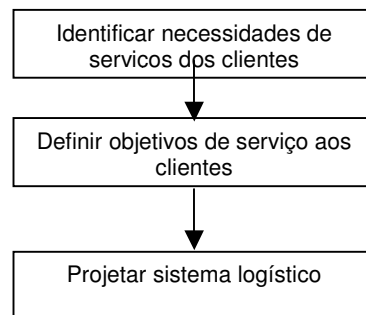 Identificar necessidades de
servicos dos clientes
Definir objetivos de serviço aos
clientes
Projetar sistema logístico